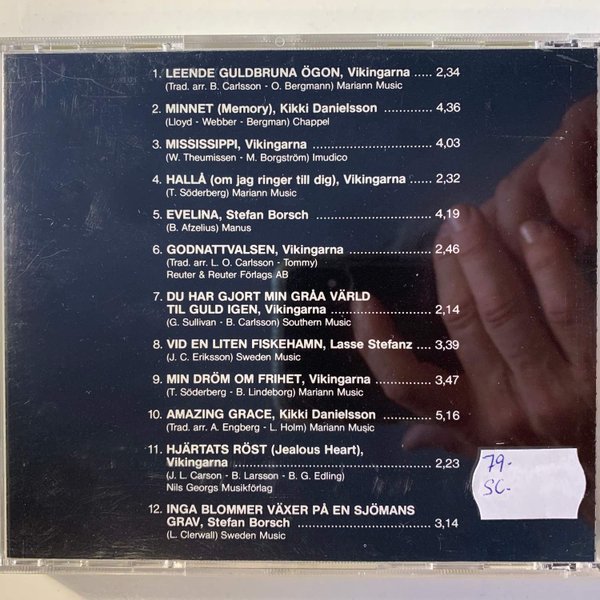 1. LEENDE GULDBRUNA ÖGON, Vikingarna ..... 2,34
(Trad. arr. B. Carlsson - O. Bergmann) Mariann Music
2. MINNET (Memory), Kikki Danielsson ............ 4,36
(Lloyd - Webber - Bergman) Chappel
3. MISSISSIPPI, Vikingarna ............................ 4,03
(W. Theumissen - M. Borgström) Imudico
4. HALLÅ (om jag ringer till dig), Vikingarna ...... 2,32
(T. Söderberg) Mariann Music
5. EVELINA, Stefan Borsch ............................ 4,19
(B. Afzelius) Manus
6. GODNATTVALSEN, Vikingarna .................... 2,46
(Trad. arr. L. O. Carlsson - Tommy)
Reuter & Reuter Förlags AB
7. DU HAR GJORT MIN GRÅA VÄRLD
TIL GULD IGEN, Vikingarna ........................ 2,14
(G. Sullivan - B. Carlsson) Southern Music
8. VID EN LITEN FISKEHAMN, Lasse Stefanz .... 3,39
(J. C. Eriksson) Sweden Music
9. MIN DRÖM OM FRIHET, Vikingarna .............. 3,47
(T. Söderberg - B. Lindeborg) Mariann Music
10. AMAZING GRACE, Kikki Danielsson ............ 5,16
(Trad. arr. A. Engberg - L. Holm) Mariann Music
11. HJÄRTATS RÖST (Jealous Heart),
Vikingarna .............................................. 2,23
(J. L. Carson - B. Larsson - B. G. Edling)
Nils Georgs Musikförlag
12. INGA BLOMMER VÄXER PÅ EN SJÖMANS
GRAV, Stefan Borsch ................................ 3,14
(L. Clerwall) Sweden Music
79.-
SC-